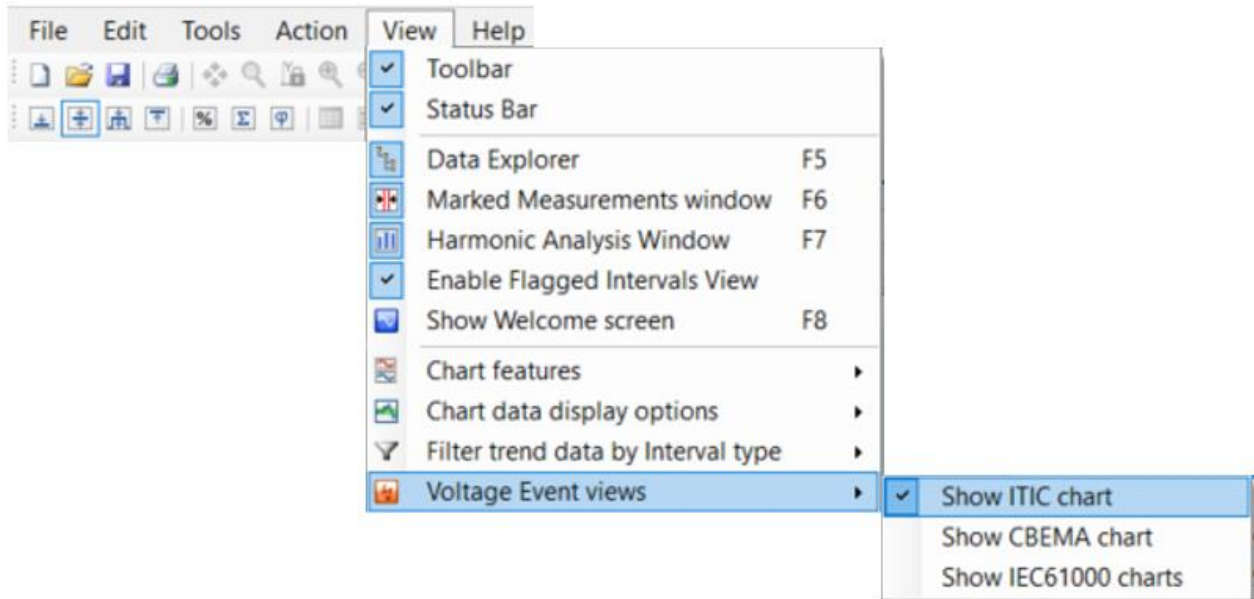 File Edit Tools Action View Help
Toolbar
% Σ φ
Status Bar
Data Explorer F5
Marked Measurements window F6
Harmonic Analysis Window F7
Enable Flagged Intervals View
Show Welcome screen F8
Chart features
Chart data display options
Filter trend data by Interval type
Voltage Event views
Show ITIC chart
Show CBEMA chart
Show IEC61000 charts